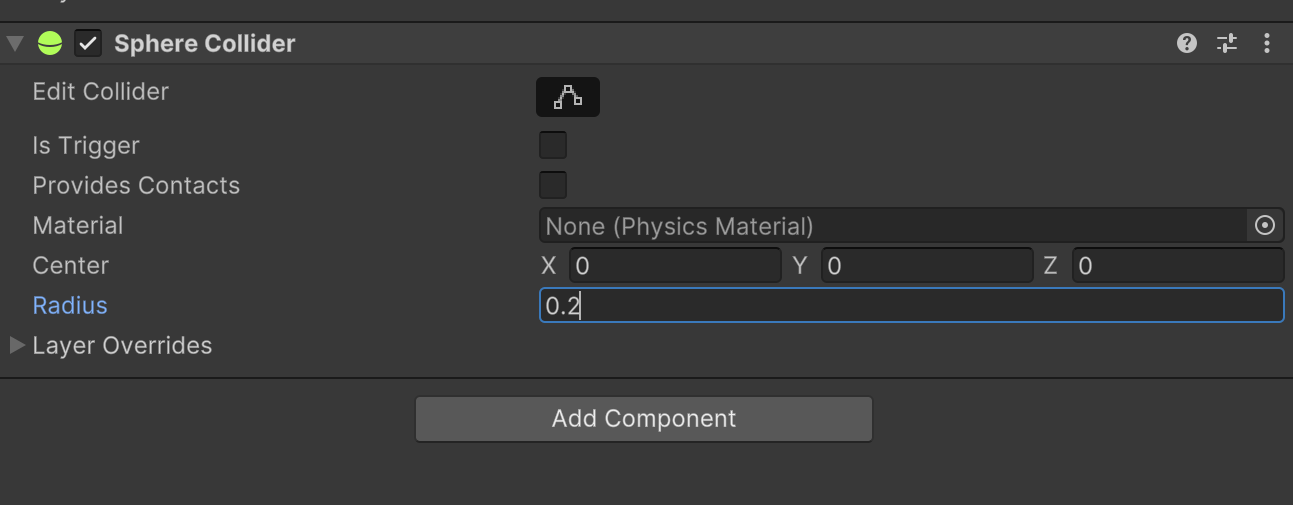 Sphere Collider
Edit Collider
Is Trigger
Provides Contacts
Material None (Physics Material)
Center X 0 Y 0 Z 0
Radius 0.2
Layer Overrides
Add Component